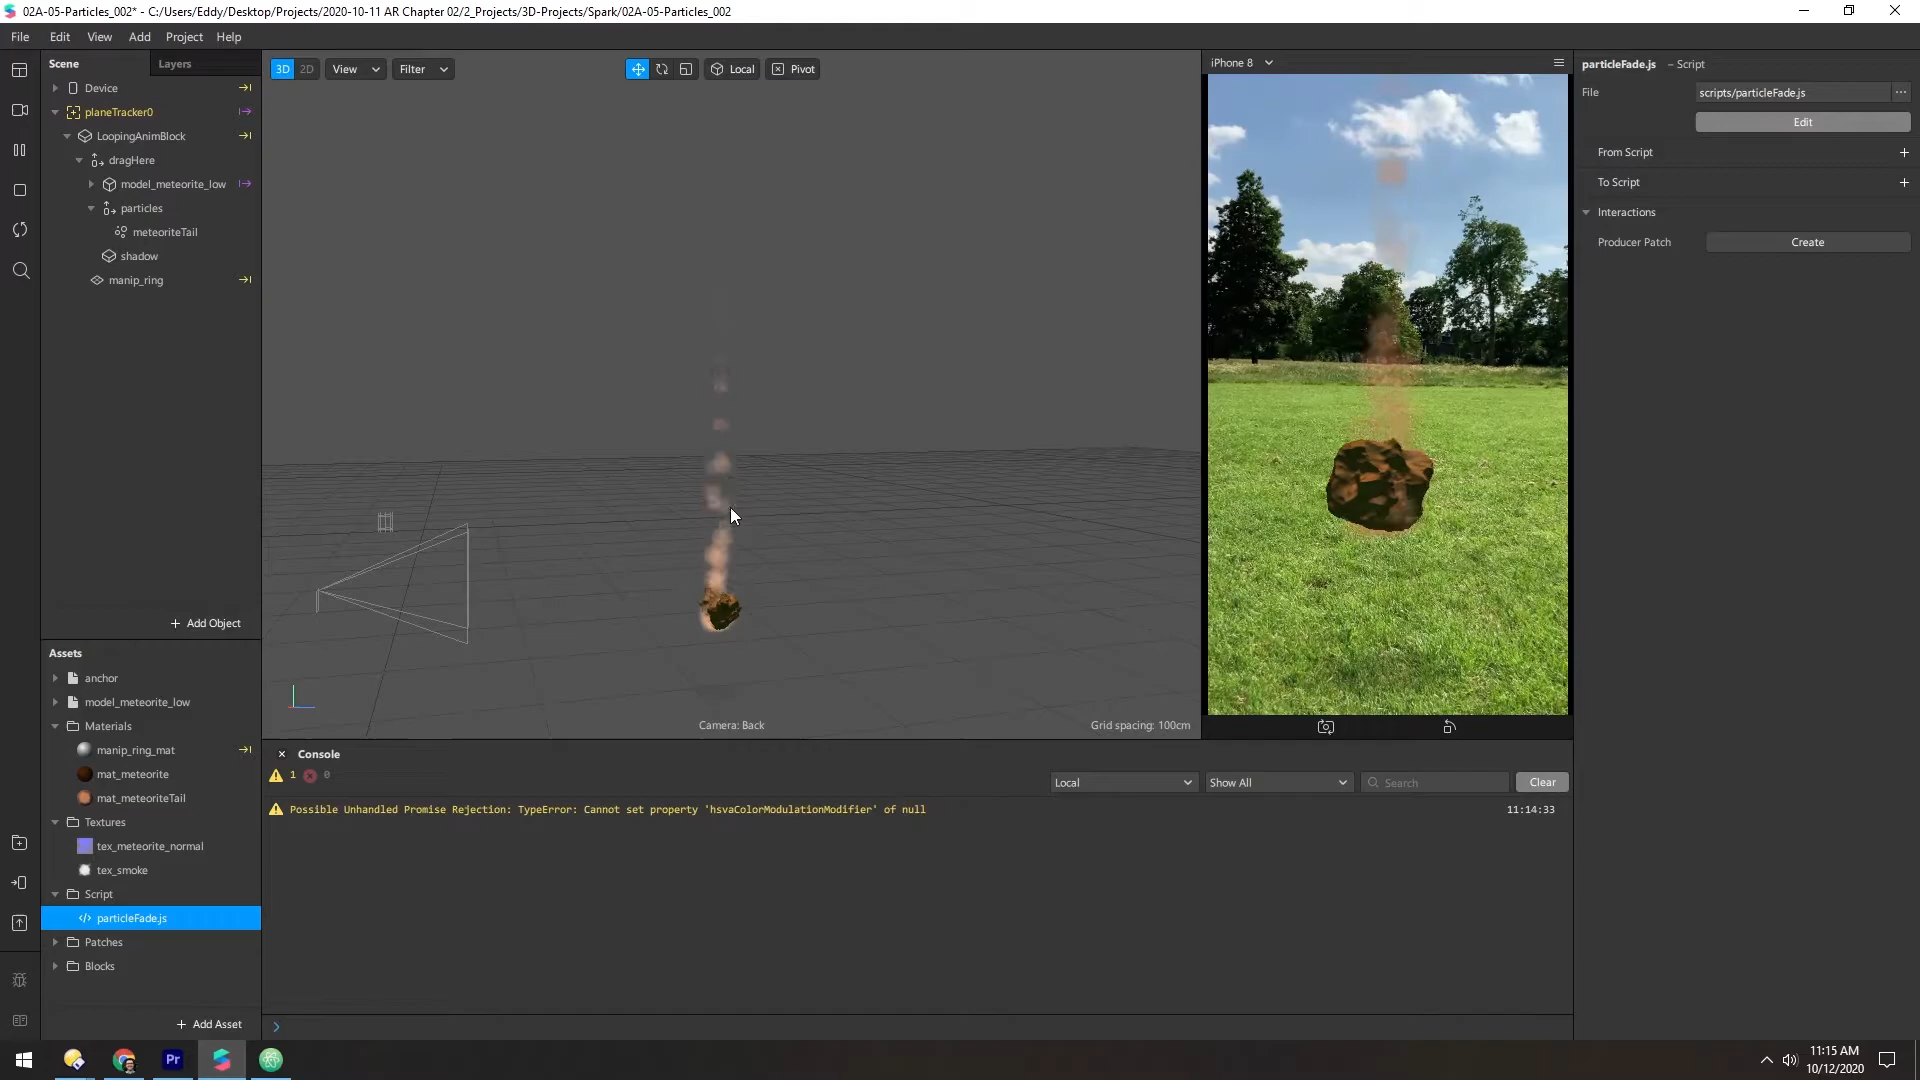 02A-05-Particles_002* - C:/Users/Eddy/Desktop/Projects/2020-10-11 AR Chapter 02/2_Projects/3D-Projects/Spark/02A-05-Particles_002
File Edit View Add Project Help
Scene Layers
Device
planeTracker0
LoopingAnimBlock
dragHere
model_meteorite_low
particles
meteoriteTail
shadow
manip_ring
+ Add Object
Assets
anchor
model_meteorite_low
Materials
manip_ring_mat
mat_meteorite
mat_meteoriteTail
Textures
tex_meteorite_normal
tex_smoke
Script
particleFade.js
Patches
Blocks
+ Add Asset
3D 2D View Filter Local Pivot
Camera: Back
Grid spacing: 100cm
iPhone 8
Console
1 0
Local Show All Search Clear
Possible Unhandled Promise Rejection: TypeError: Cannot set property 'hsvaColorModulationModifier' of null 11:14:33
particleFade.js – Script
File scripts/particleFade.js ...
Edit
From Script +
To Script +
Interactions
Producer Patch Create
Pr
11:15 AM
10/12/2020